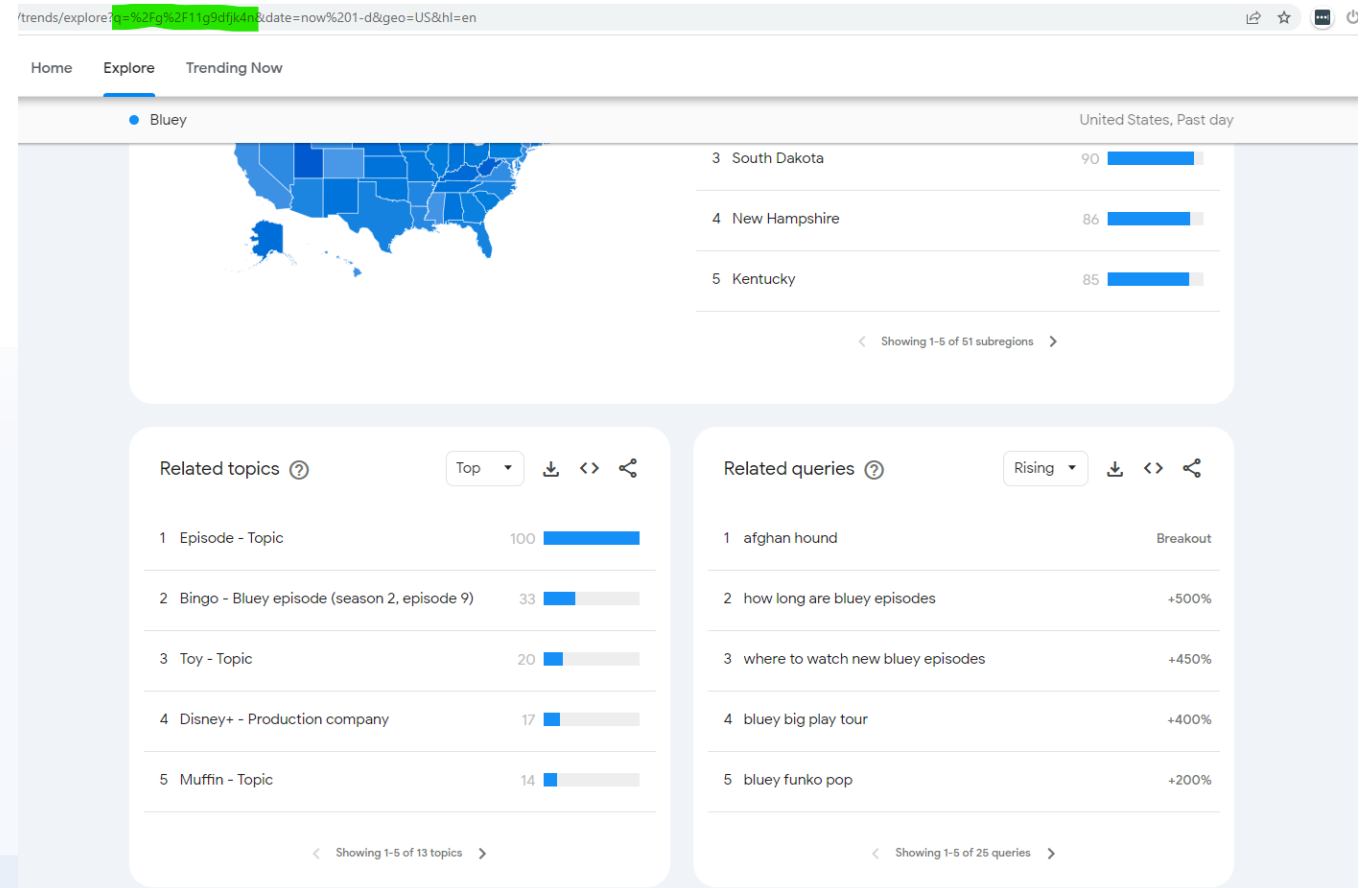 /trends/explore?q=%2Fg%2F11g9dfjk4n&date=now%201-d&geo=US&hl=en
Home Explore Trending Now
Bluey United States, Past day
3 South Dakota 90
4 New Hampshire 86
5 Kentucky 85
Showing 1-5 of 51 subregions
Related topics Top
1 Episode - Topic 100
2 Bingo - Bluey episode (season 2, episode 9) 33
3 Toy - Topic 20
4 Disney+ - Production company 17
5 Muffin - Topic 14
Showing 1-5 of 13 topics
Related queries Rising
1 afghan hound Breakout
2 how long are bluey episodes +500%
3 where to watch new bluey episodes +450%
4 bluey big play tour +400%
5 bluey funko pop +200%
Showing 1-5 of 25 queries